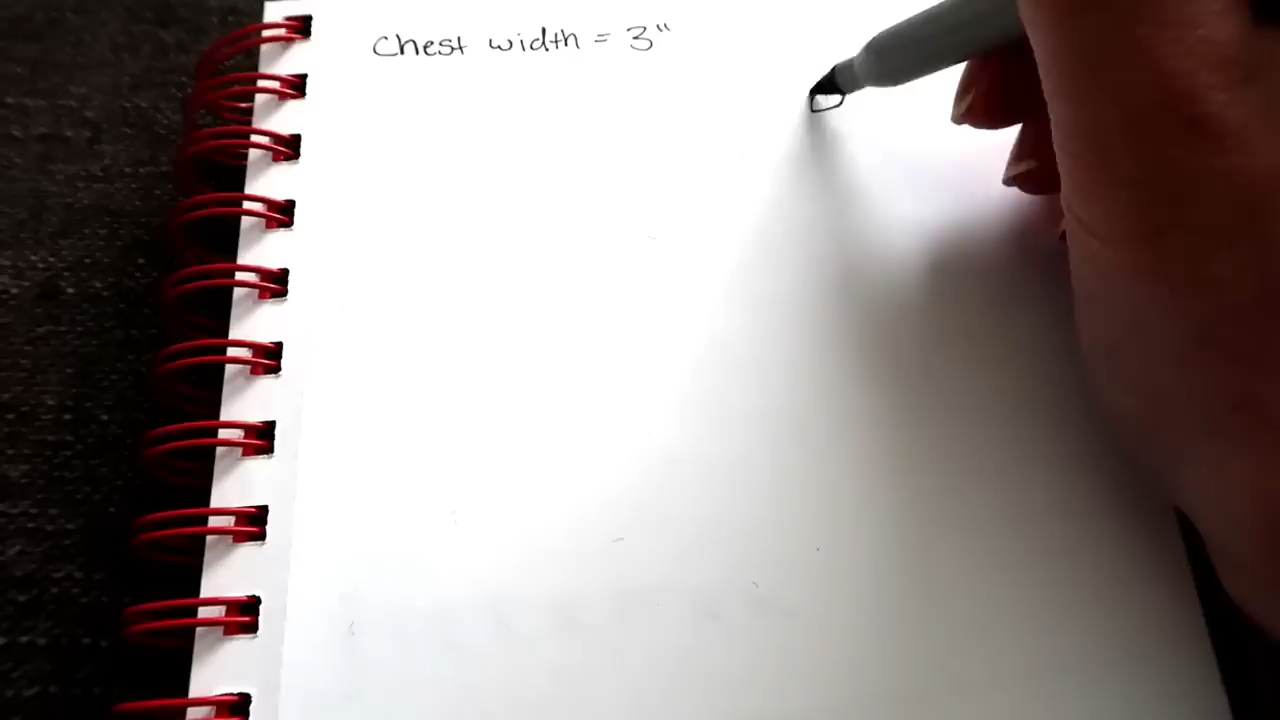 Chest width = 3"